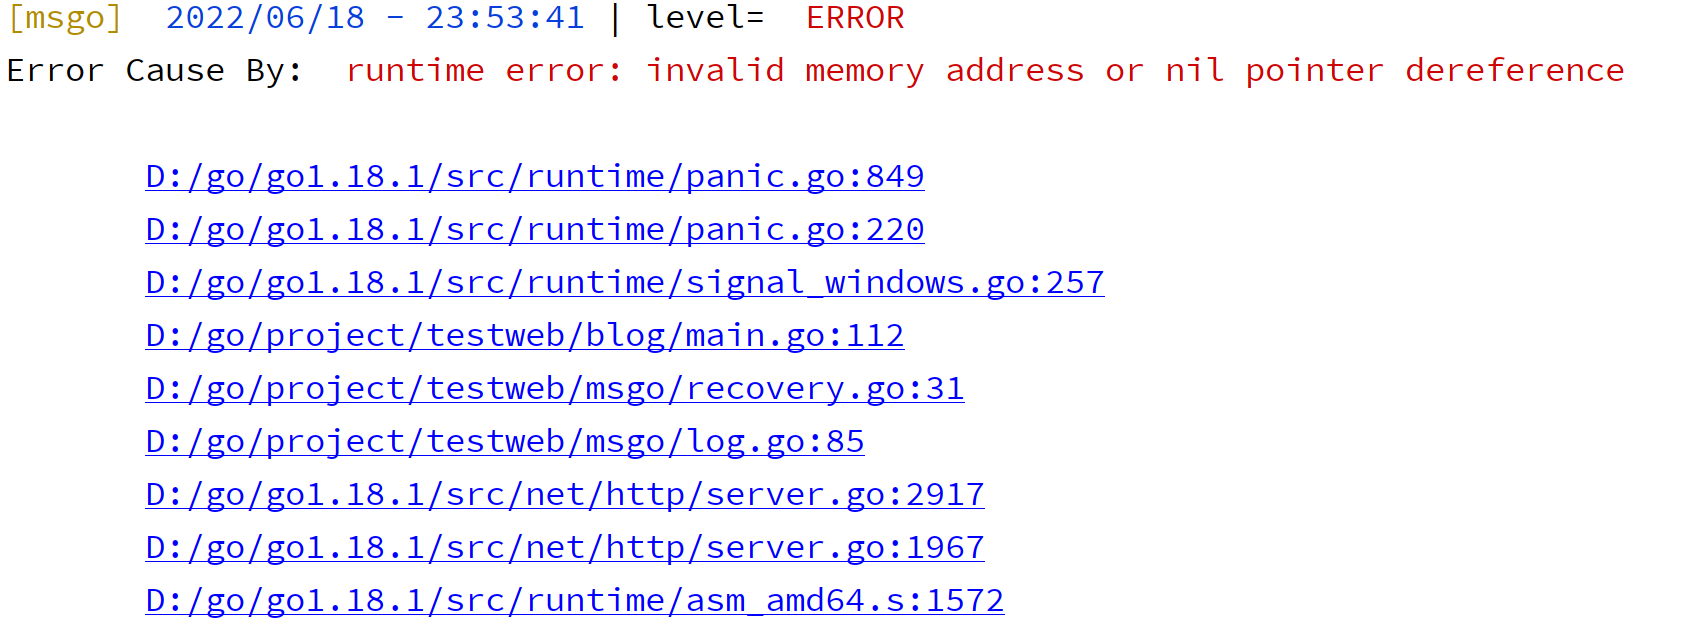 [msgo]  2022/06/18 - 23:53:41 | level=  ERROR
Error Cause By:  runtime error: invalid memory address or nil pointer dereference
D:/go/go1.18.1/src/runtime/panic.go:849
D:/go/go1.18.1/src/runtime/panic.go:220
D:/go/go1.18.1/src/runtime/signal_windows.go:257
D:/go/project/testweb/blog/main.go:112
D:/go/project/testweb/msgo/recovery.go:31
D:/go/project/testweb/msgo/log.go:85
D:/go/go1.18.1/src/net/http/server.go:2917
D:/go/go1.18.1/src/net/http/server.go:1967
D:/go/go1.18.1/src/runtime/asm_amd64.s:1572